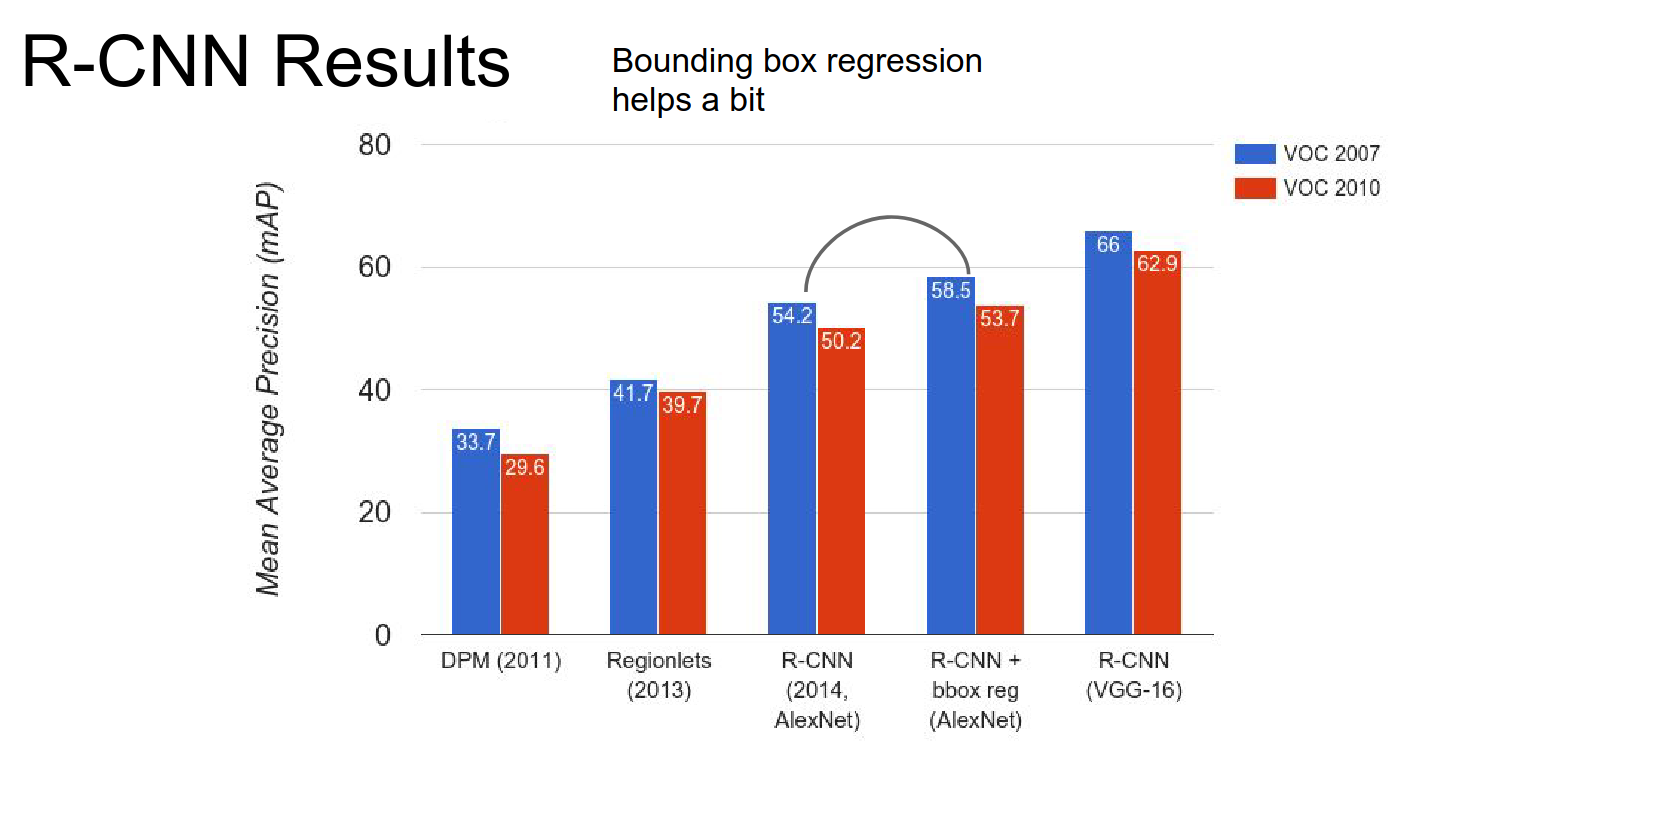 R-CNN Results
Bounding box regression
helps a bit
80
60
40
20
0
Mean Average Precision (mAP)
VOC 2007
VOC 2010
33.7
29.6
41.7
39.7
54.2
50.2
58.5
53.7
66
62.9
DPM (2011)
Regionlets
(2013)
R-CNN
(2014,
AlexNet)
R-CNN +
bbox reg
(AlexNet)
R-CNN
(VGG-16)